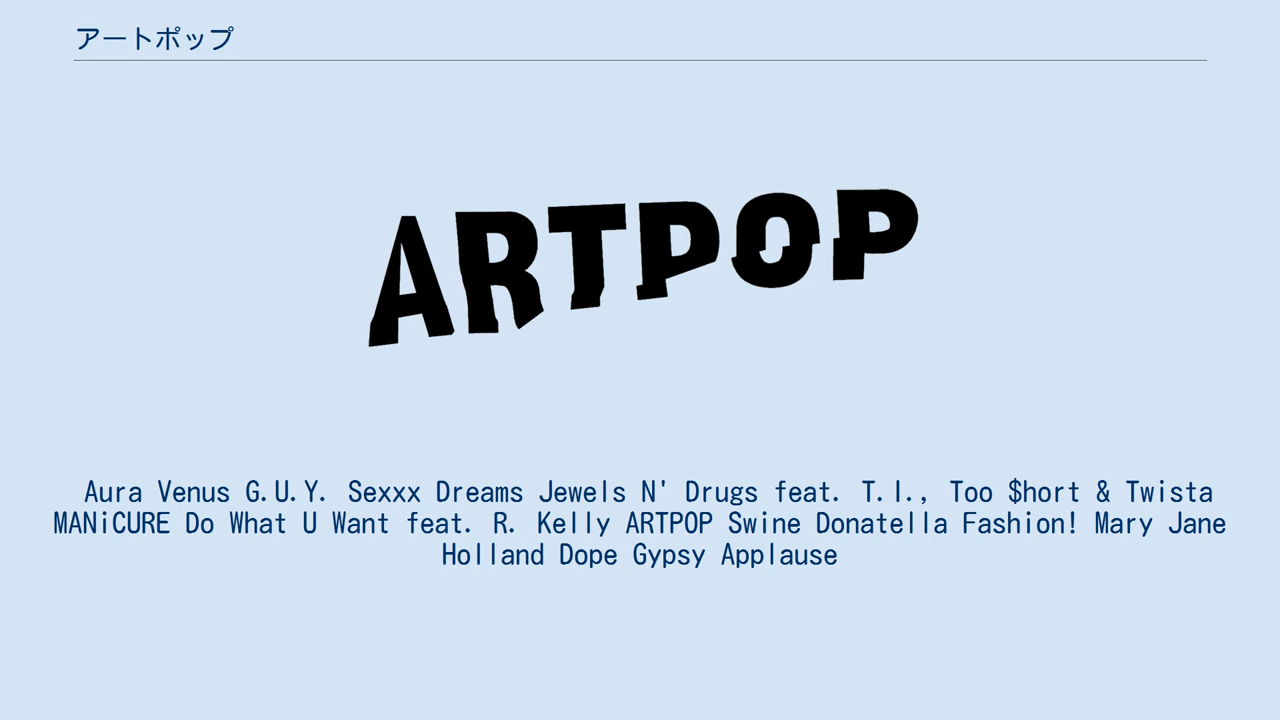 アートポップ
ARTPOP
Aura Venus G.U.Y. Sexxx Dreams Jewels N' Drugs feat. T.I., Too $hort & Twista
MANiCURE Do What U Want feat. R. Kelly ARTPOP Swine Donatella Fashion! Mary Jane
Holland Dope Gypsy Applause